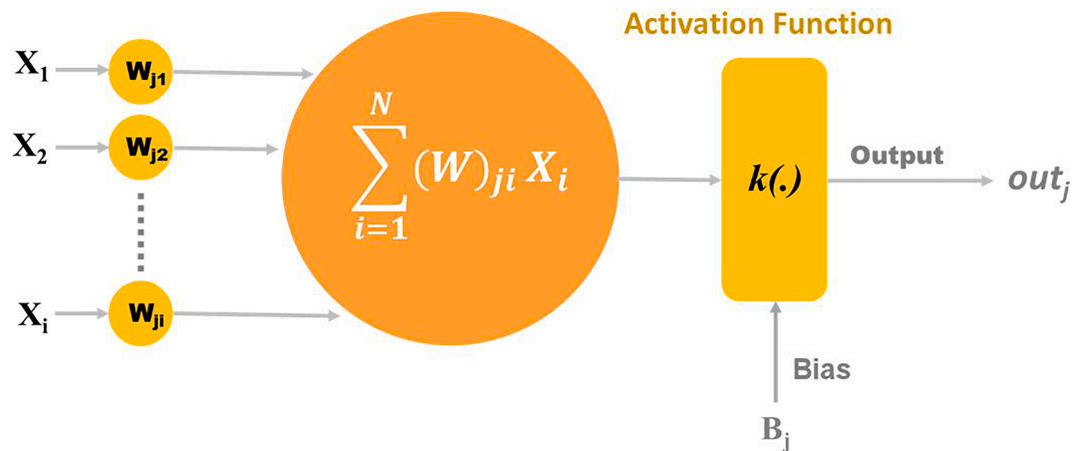 Activation Function
X₁
Wⱼ₁
X₂
Wⱼ₂
Xᵢ
Wⱼᵢ
N
∑ (W)ⱼᵢ Xᵢ
i=1
k(.)
Output
outⱼ
Bias
Bⱼ